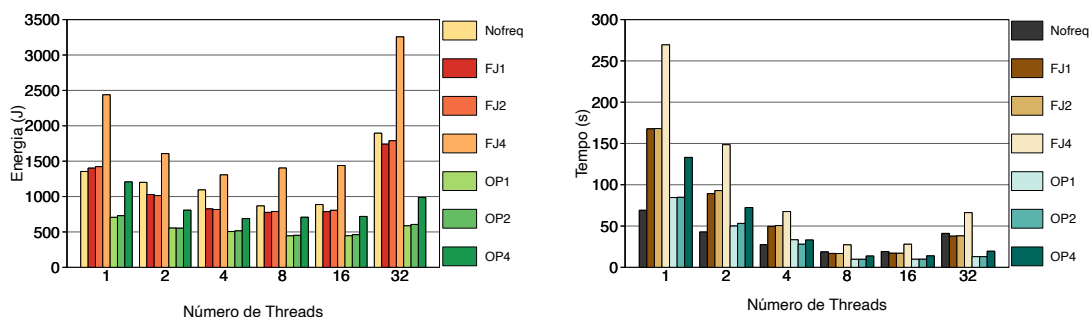 3500
3000
2500
2000
1500
1000
500
0
Energia (J)
1 2 4 8 16 32
Número de Threads
Nofreq
FJ1
FJ2
FJ4
OP1
OP2
OP4
300
250
200
150
100
50
0
Tempo (s)
1 2 4 8 16 32
Número de Threads
Nofreq
FJ1
FJ2
FJ4
OP1
OP2
OP4